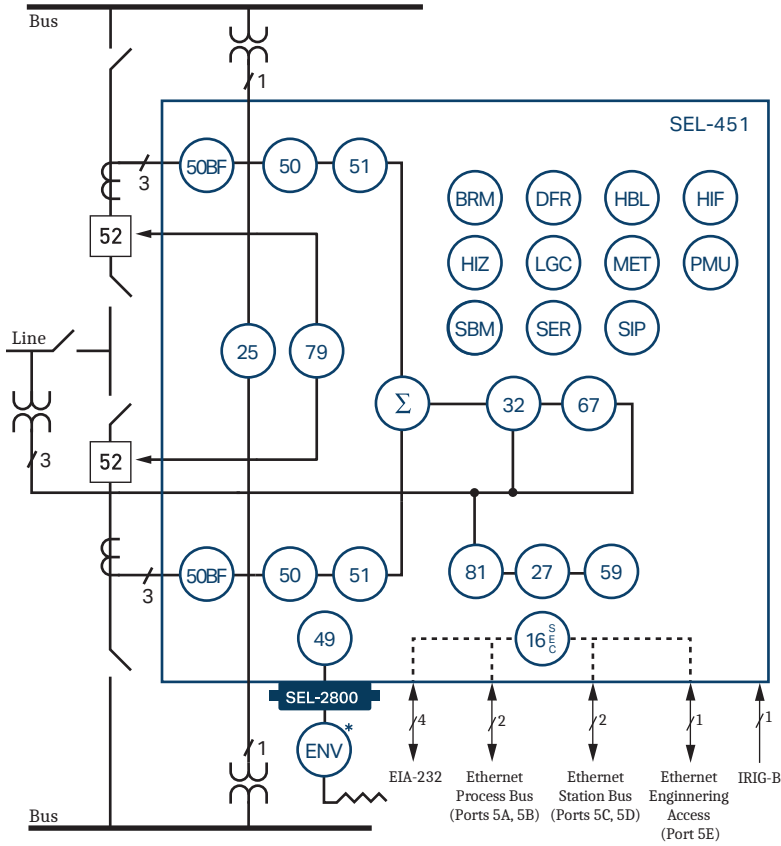 Bus
1
SEL-451
3
50BF
50
51
BRM
DFR
HBL
HIF
52
HIZ
LGC
MET
PMU
SBM
SER
SIP
Line
25
79
Σ
32
67
3
52
50BF
50
51
3
81
27
59
49
16 SEC
SEL-2800
4
2
2
1
1
1
ENV*
EIA-232
Ethernet
Process Bus
(Ports 5A, 5B)
Ethernet
Station Bus
(Ports 5C, 5D)
Ethernet
Enginnering
Access
(Port 5E)
IRIG-B
Bus